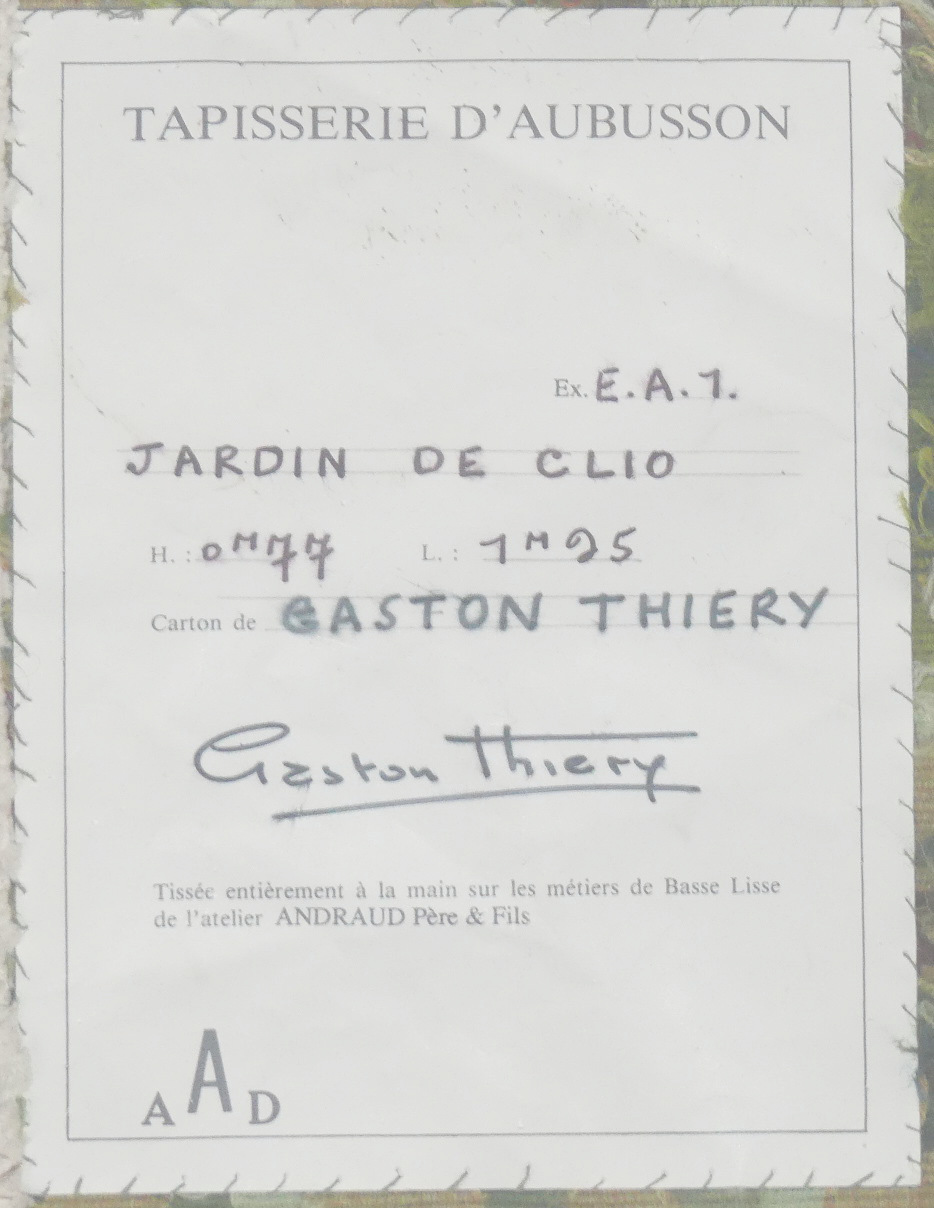 TAPISSERIE D'AUBUSSON
Ex. E.A.1.
JARDIN DE CLIO
H. : 0M77 L. : 1M25
Carton de GASTON THIERY
Gaston Thiery
Tissée entièrement à la main sur les métiers de Basse Lisse
de l'atelier ANDRAUD Père & Fils
A A D